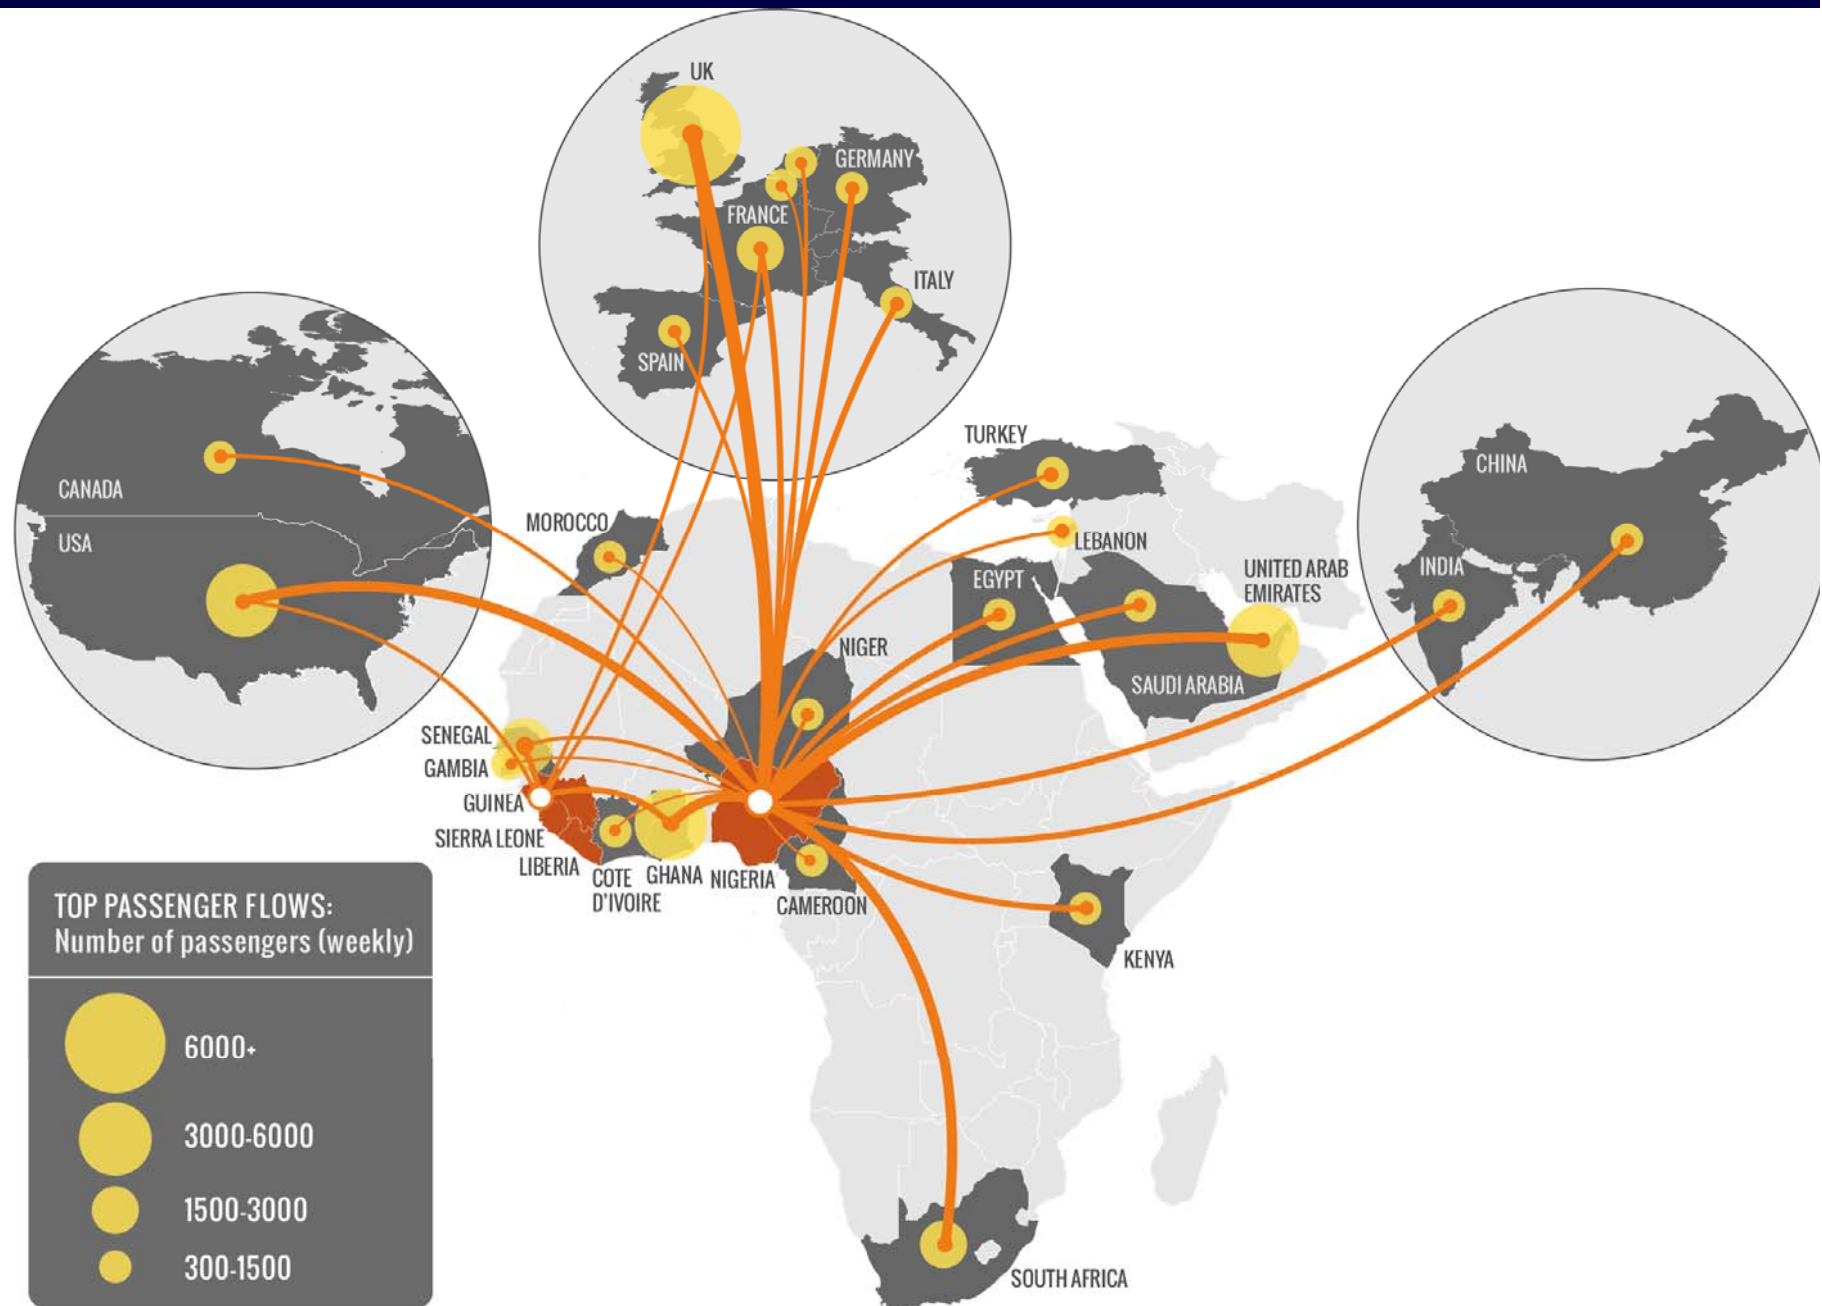 UK
GERMANY
FRANCE
ITALY
SPAIN
CANADA
USA
TURKEY
MOROCCO
LEBANON
CHINA
INDIA
EGYPT
UNITED ARAB
EMIRATES
NIGER
SAUDI ARABIA
SENEGAL
GAMBIA
GUINEA
SIERRA LEONE
LIBERIA
COTE
D'IVOIRE
GHANA
NIGERIA
CAMEROON
KENYA
SOUTH AFRICA
TOP PASSENGER FLOWS:
Number of passengers (weekly)
6000+
3000-6000
1500-3000
300-1500